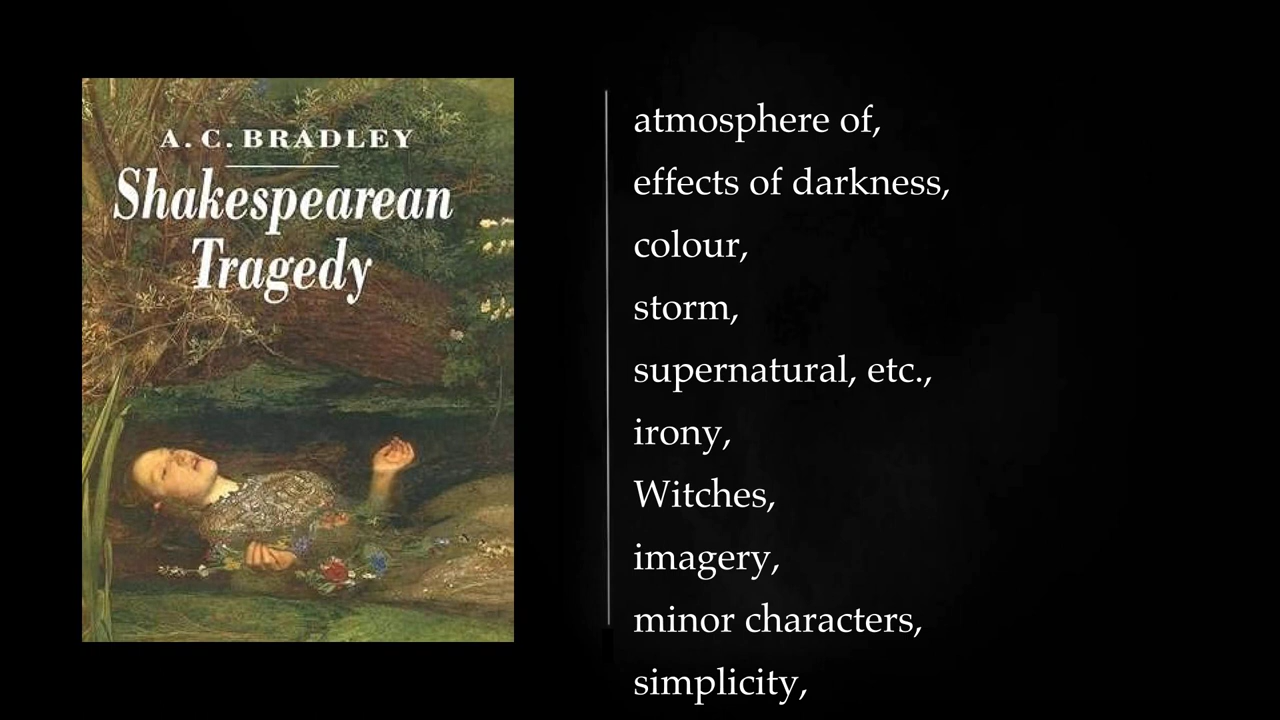 A. C. BRADLEY
Shakespearean
Tragedy
atmosphere of,
effects of darkness,
colour,
storm,
supernatural, etc.,
irony,
Witches,
imagery,
minor characters,
simplicity,